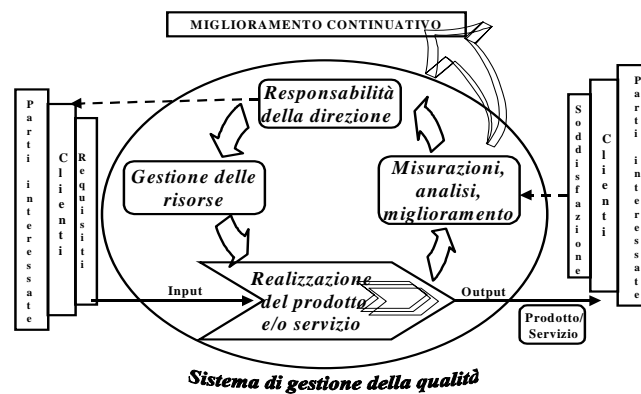 MIGLIORAMENTO CONTINUATIVO
Parti interessate
Clienti
Requisiti
Responsabilità
della direzione
Gestione delle
risorse
Misurazioni,
analisi,
miglioramento
Realizzazione
del prodotto
e/o servizio
Input
Output
Prodotto/
Servizio
Soddisfazione
Clienti
Parti interessate
Sistema di gestione della qualità